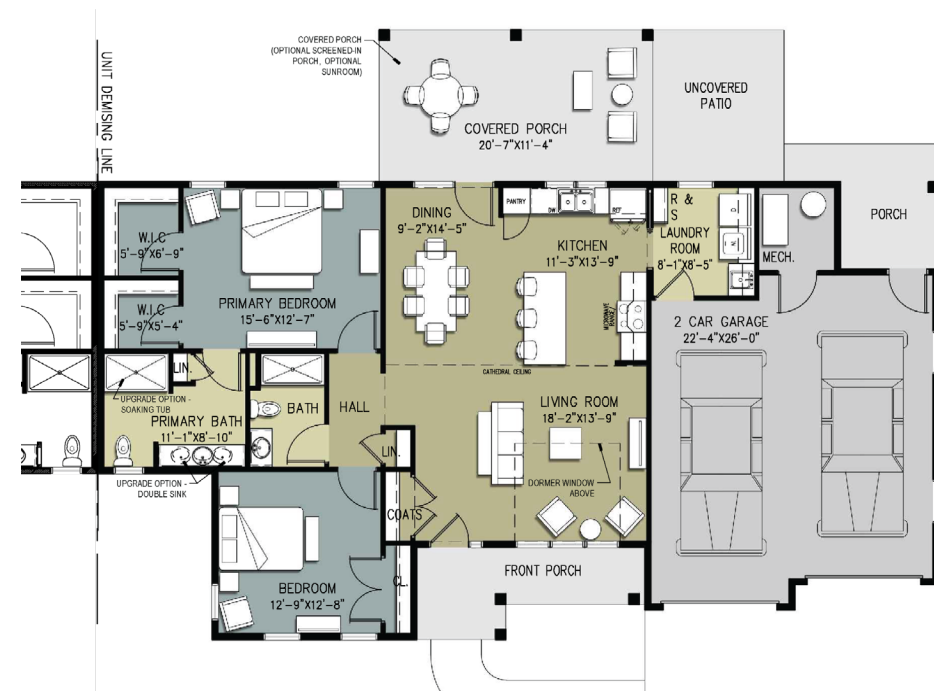 COVERED PORCH
(OPTIONAL SCREENED-IN
PORCH, OPTIONAL
SUNROOM)
UNIT DEMISING LINE
UNCOVERED
PATIO
COVERED PORCH
20'-7"X11'-4"
PORCH
DINING
9'-2"X14'-5"
PANTRY
DW
REF.
R &
S
LAUNDRY
ROOM
8'-1"X8'-5"
MECH.
W.I.C
5'-9"X6'-9"
KITCHEN
11'-3"X13'-9"
PRIMARY BEDROOM
15'-6"X12'-7"
W.I.C
5'-9"X5'-4"
MICROWAVE
RANGE
2 CAR GARAGE
22'-4"X26'-0"
CATHEDRAL CEILING
LIN.
UPGRADE OPTION -
SOAKING TUB
PRIMARY BATH
11'-1"X8'-10"
BATH
HALL
LIVING ROOM
18'-2"X13'-9"
LIN.
UPGRADE OPTION -
DOUBLE SINK
DORMER WINDOW
ABOVE
COATS
FRONT PORCH
BEDROOM
12'-9"X12'-8"
CL.